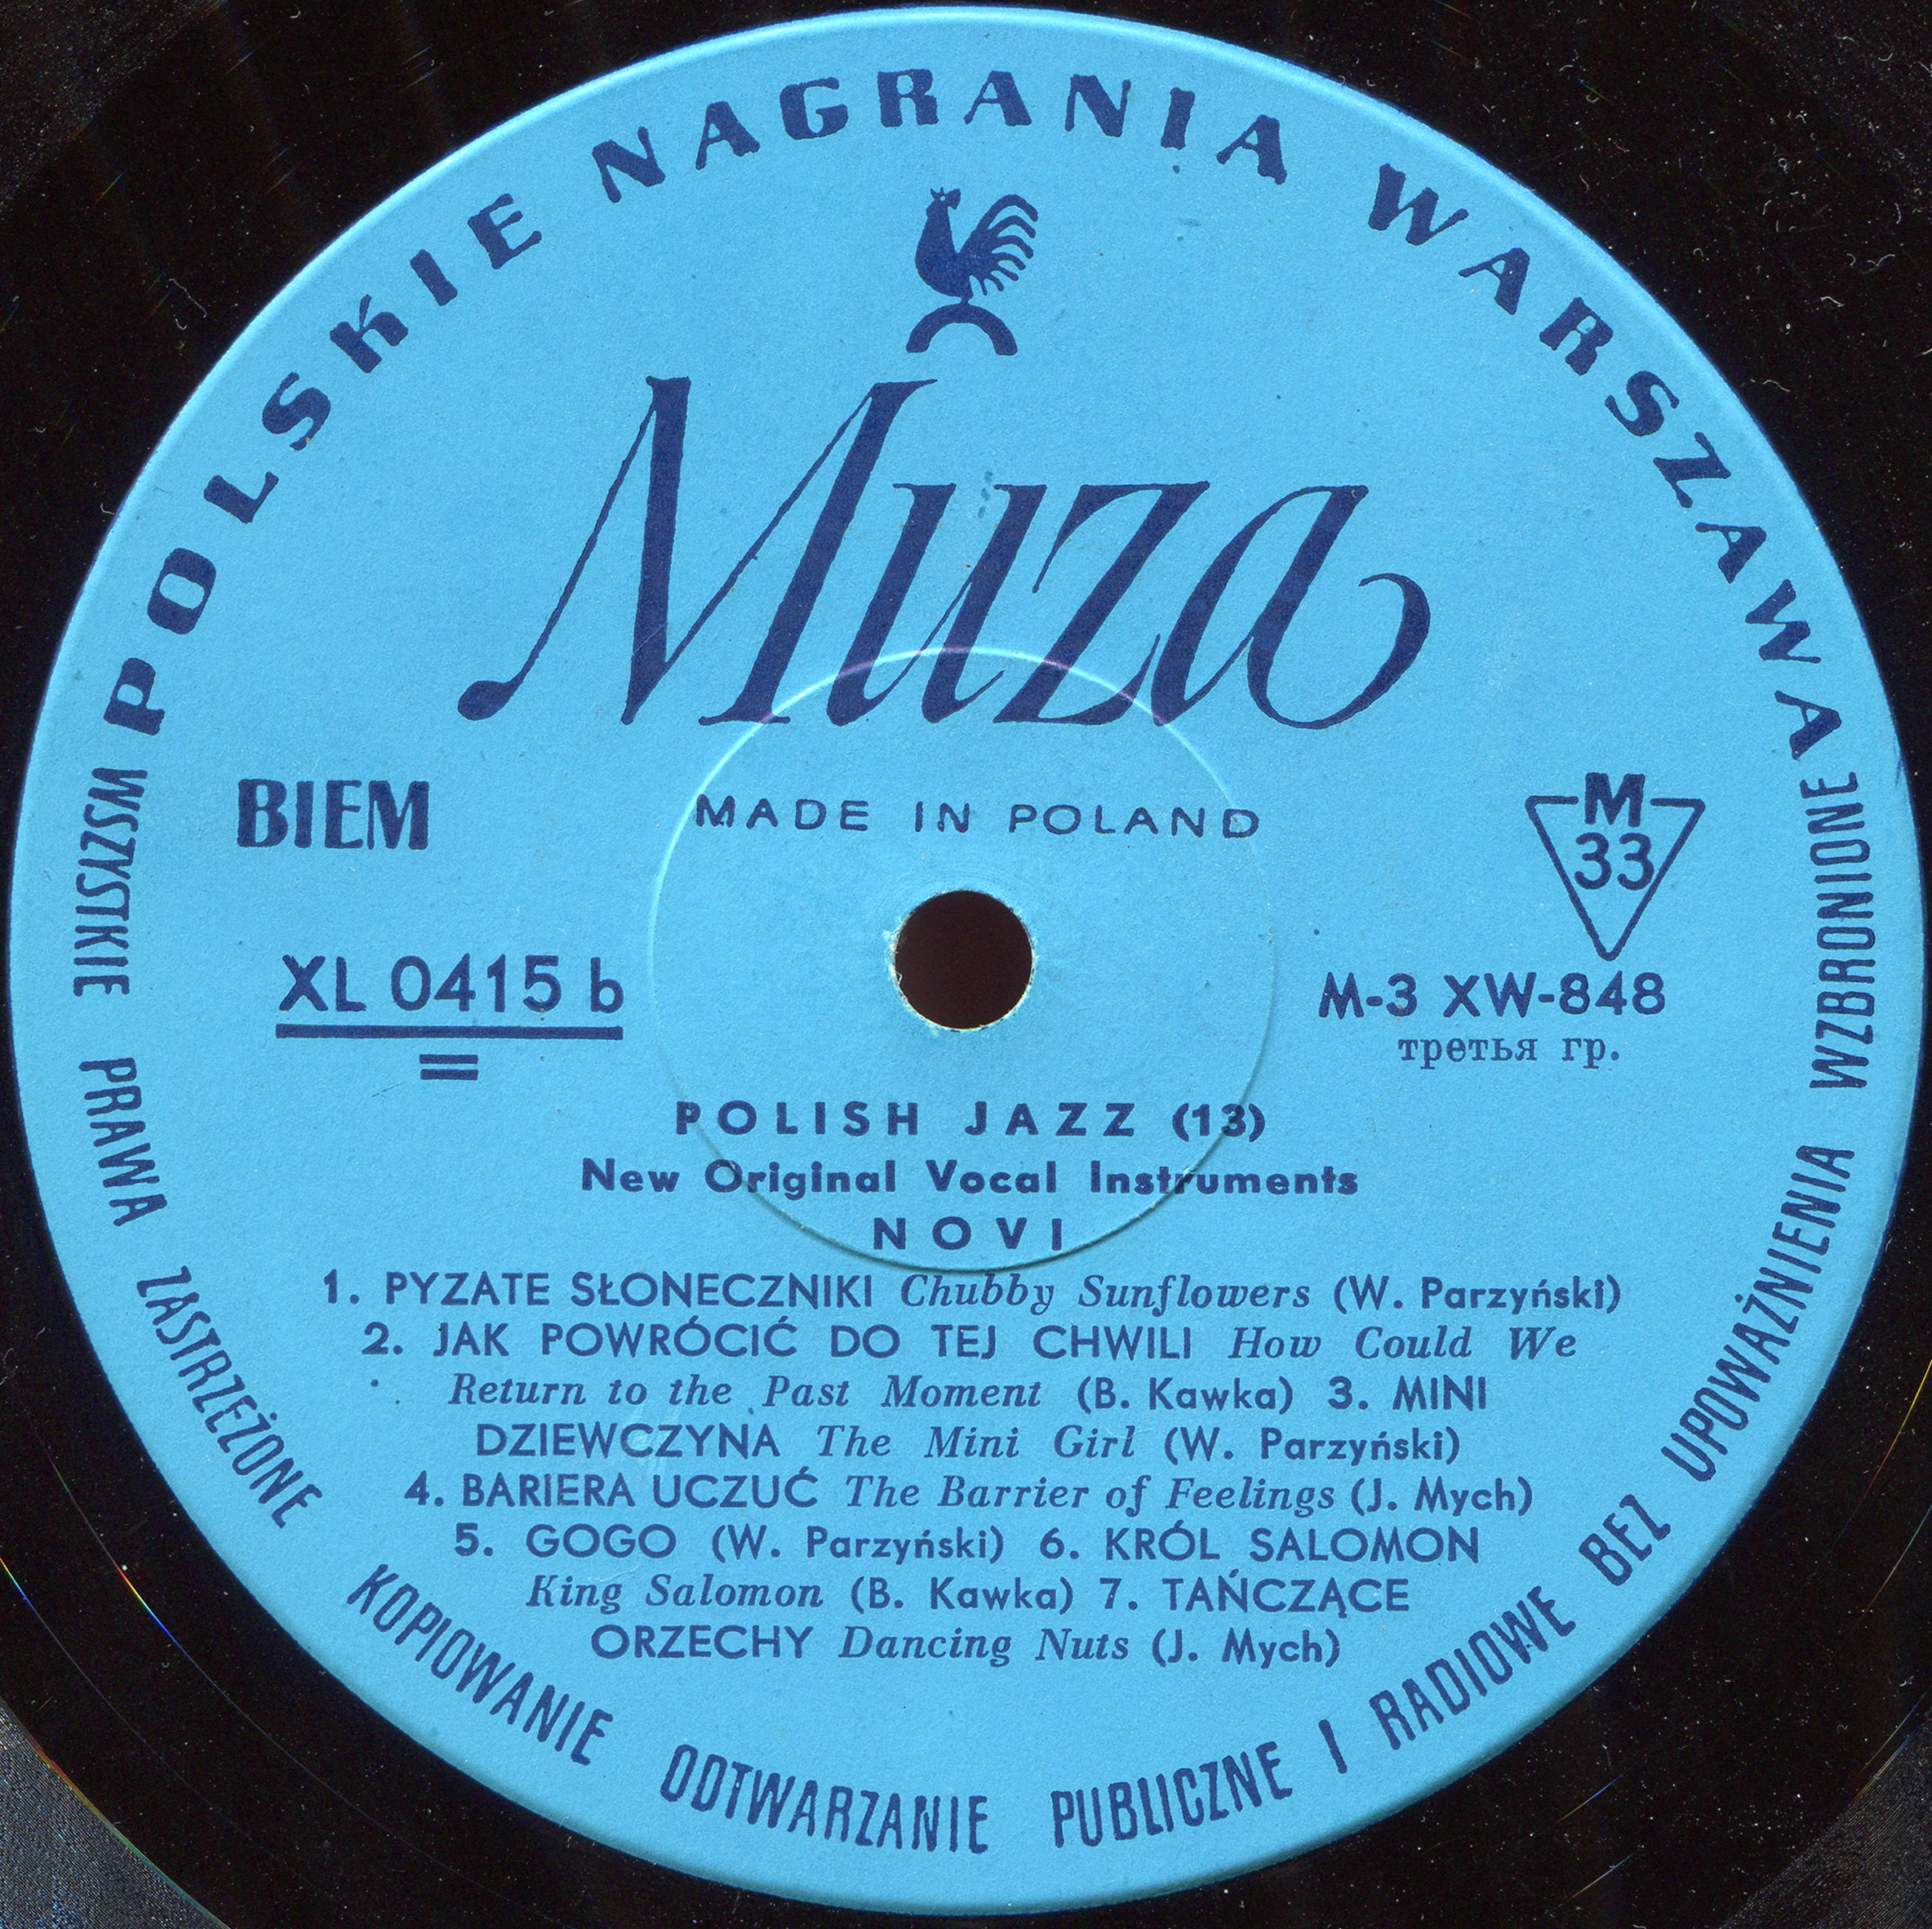 POLSKIE NAGRANIA WARSZAWA
Muza
BIEM
MADE IN POLAND
M
33
XL 0415 b
=
M-3 XW-848
третья гр.
POLISH JAZZ (13)
New Original Vocal Instruments
NOVI
1. PYZATE SŁONECZNIKI Chubby Sunflowers (W. Parzyński)
2. JAK POWRÓCIĆ DO TEJ CHWILI How Could We
Return to the Past Moment (B. Kawka) 3. MINI
DZIEWCZYNA The Mini Girl (W. Parzyński)
4. BARIERA UCZUĆ The Barrier of Feelings (J. Mych)
5. GOGO (W. Parzyński) 6. KRÓL SALOMON
King Salomon (B. Kawka) 7. TAŃCZĄCE
ORZECHY Dancing Nuts (J. Mych)
WSZYSTKIE PRAWA ZASTRZEŻONE KOPIOWANIE ODTWARZANIE PUBLICZNE I RADIOWE BEZ UPOWAŻNIENIA WZBRONIONE